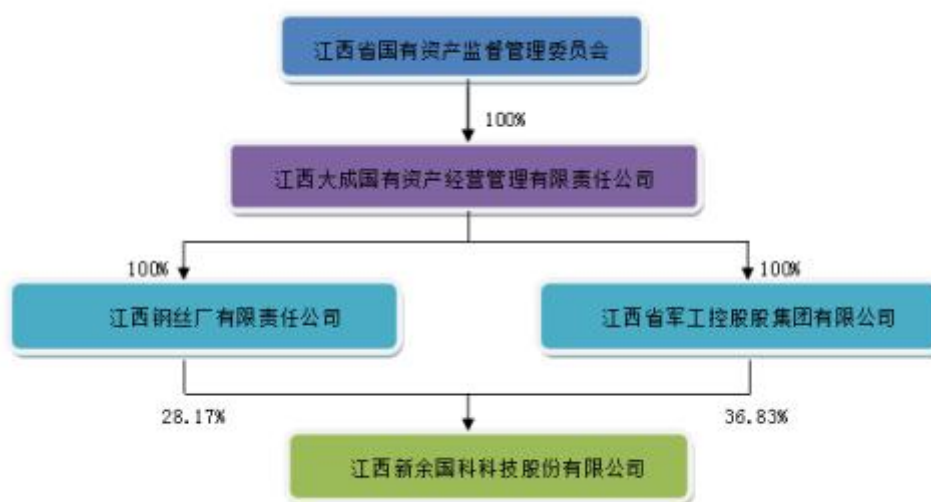 江西省国有资产监督管理委员会
100%
江西大成国有资产经营管理有限责任公司
100%
100%
江西钢丝厂有限责任公司
江西省军工控股股集团有限公司
28.17%
36.83%
江西新余国科科技股份有限公司